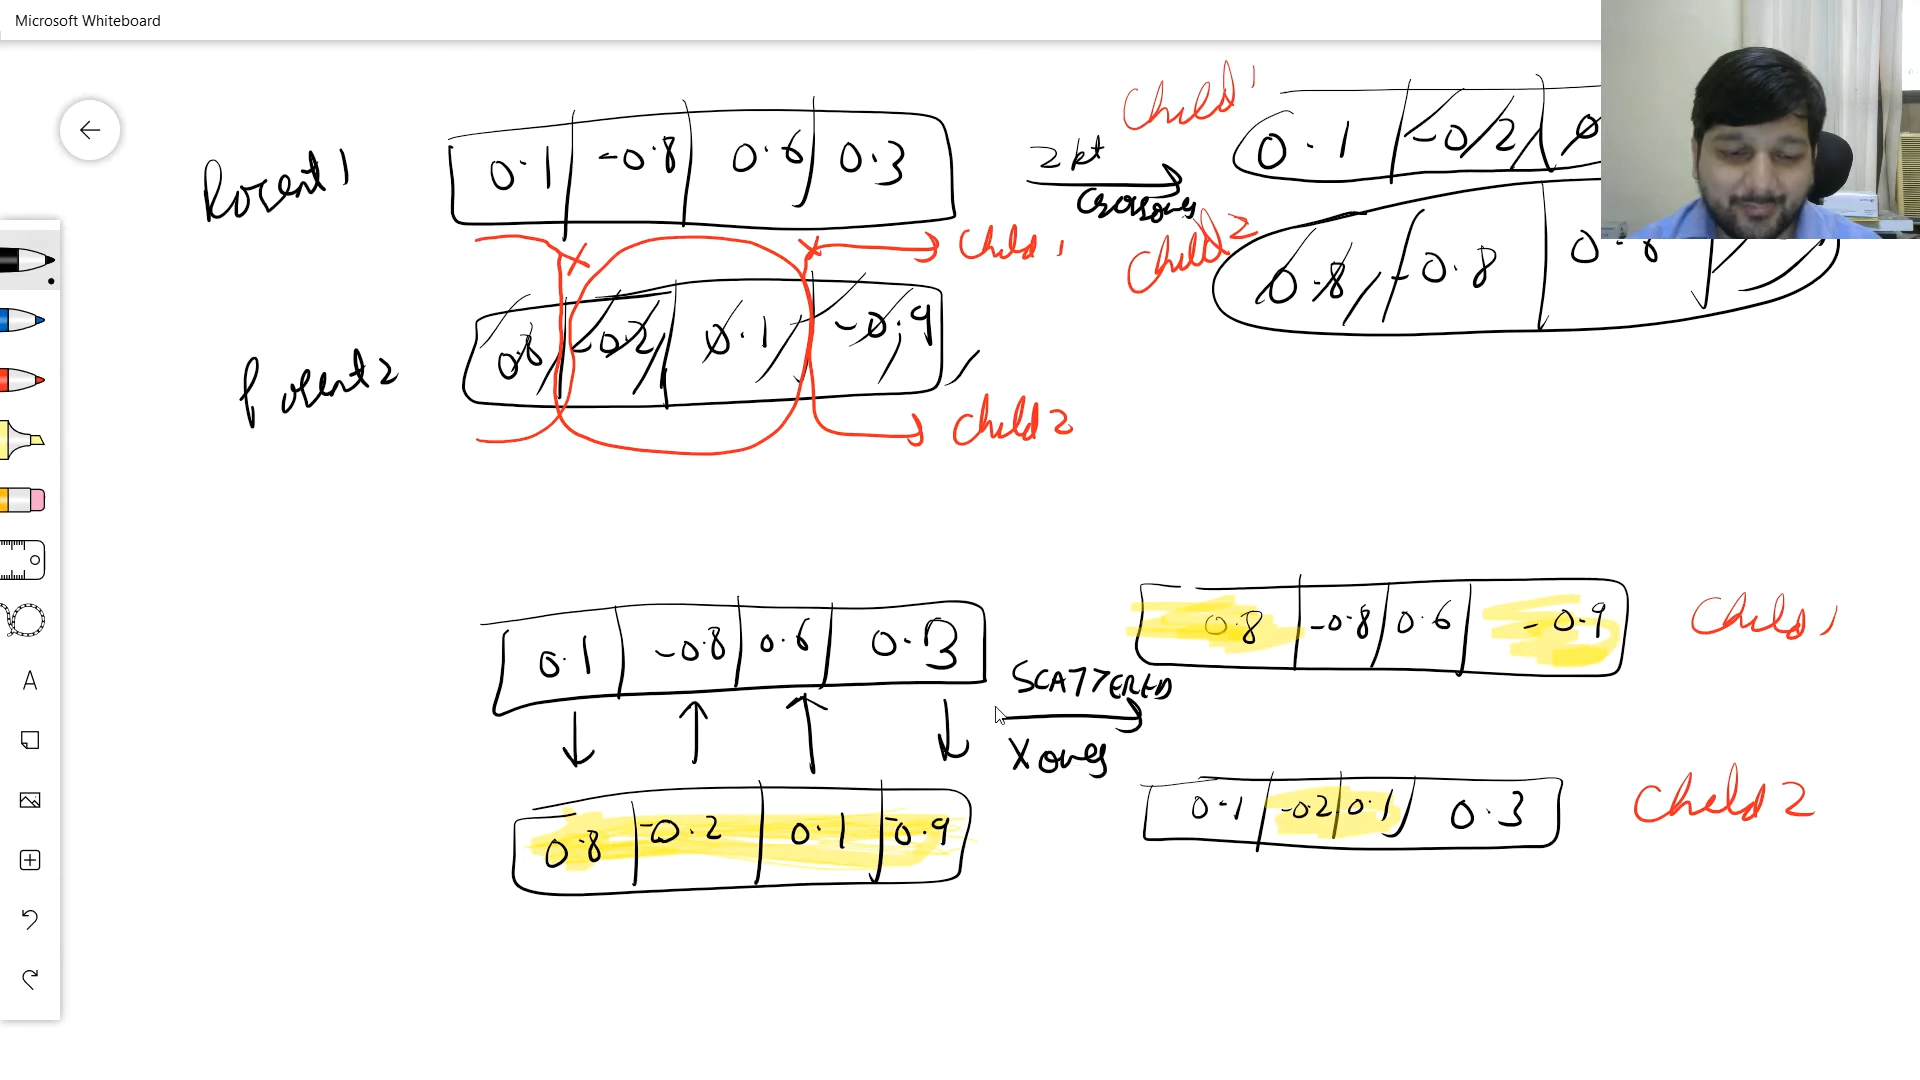 Microsoft Whiteboard
Parent 1
0.1 -0.8 0.6 0.3
2 pt
Crossover
Child 1
0.1 -0.2 0
Child 2
0.8 -0.8
Child 1
Parent 2
0.8 -0.2 0.1 -0.9
Child 2
0.1 -0.8 0.6 0.3
SCATTERED
Xover
0.8 -0.8 0.6 -0.9
Child 1
0.8 -0.2 0.1 -0.9
0.1 -0.2 0.1 0.3
Child 2
A